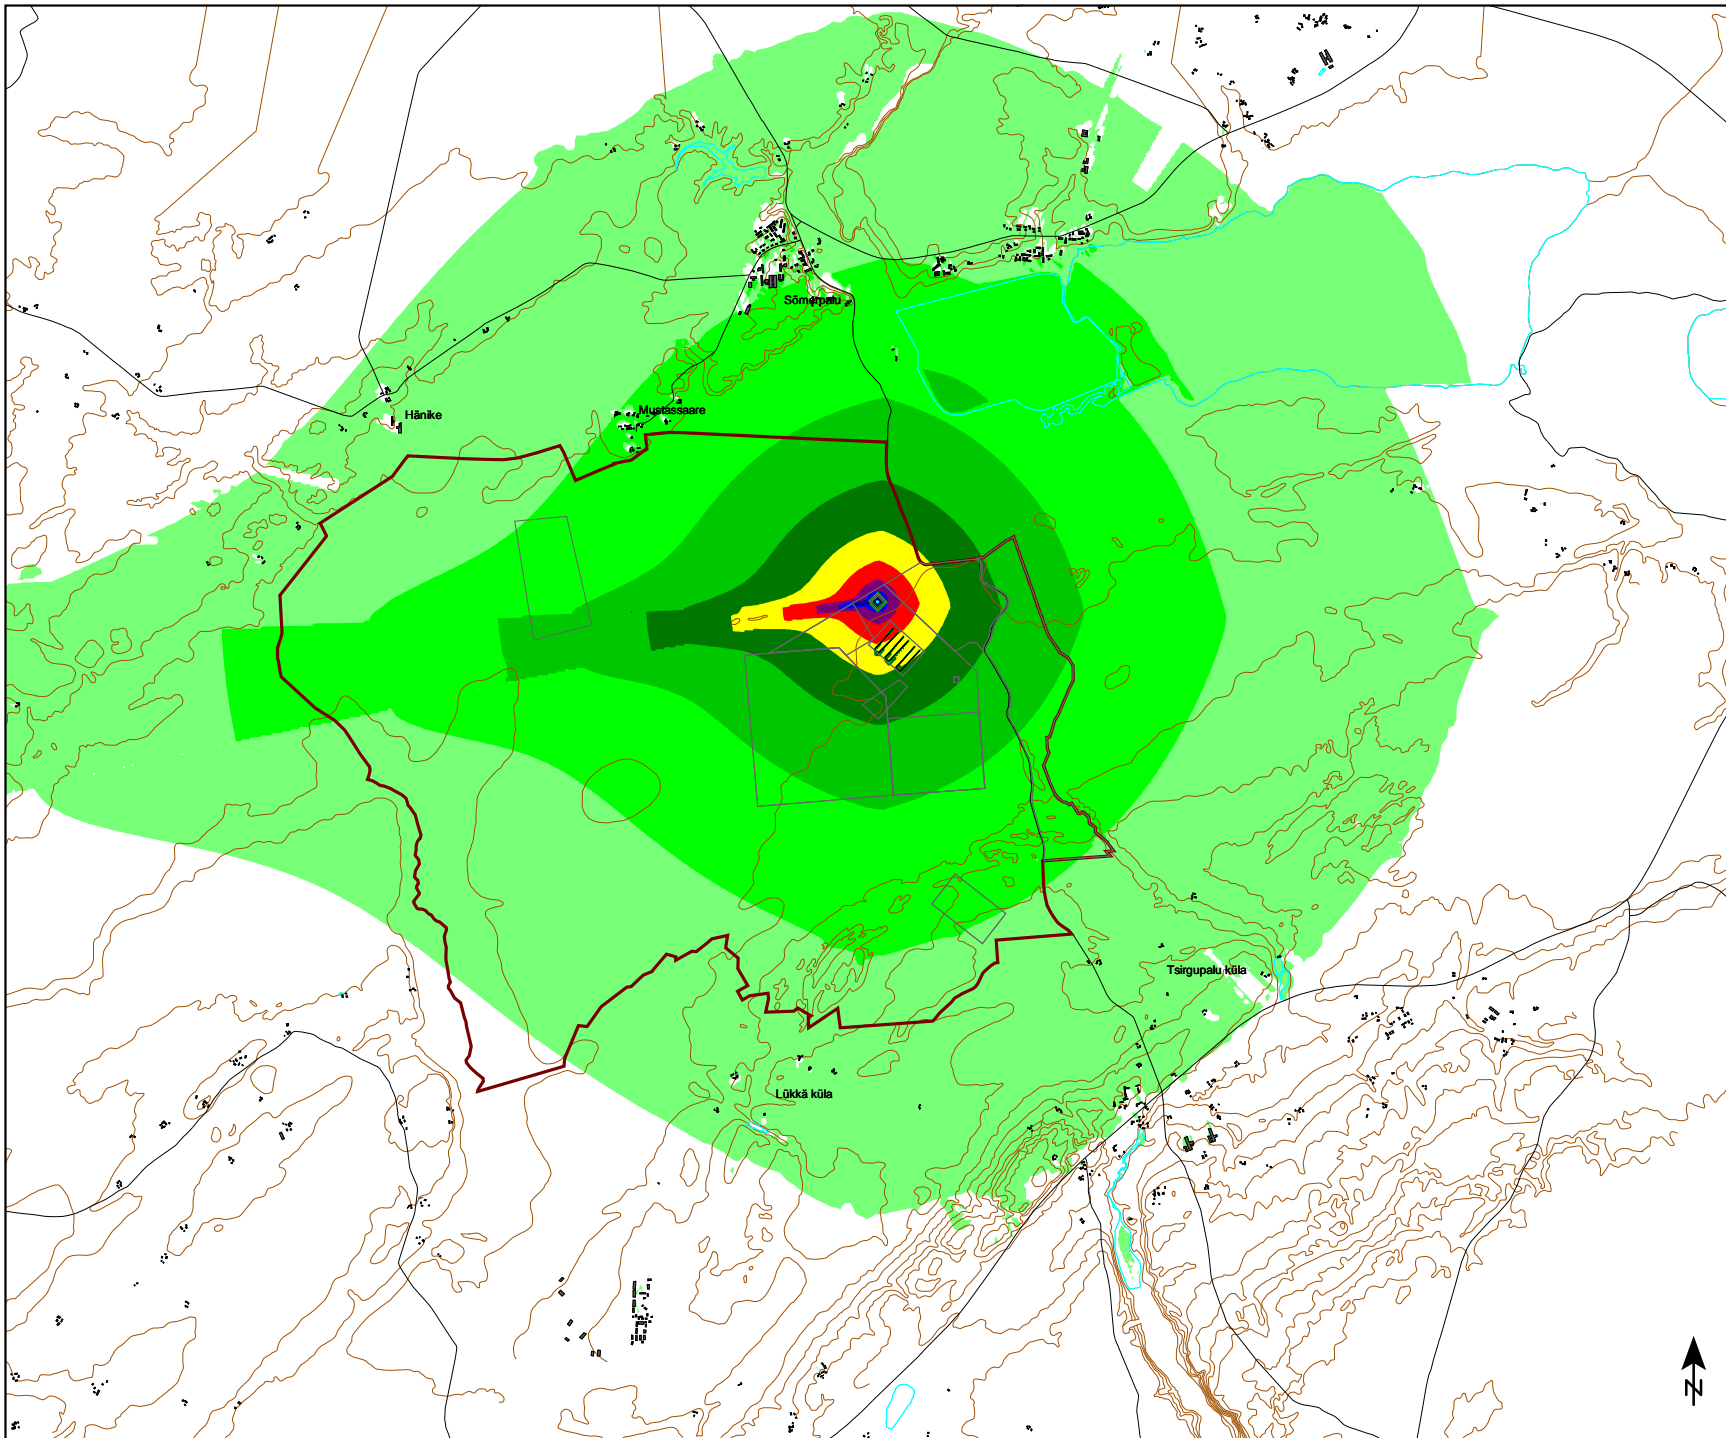 Sõmerpalu
Mustassaare
Hänike
Tsirgupalu küla
Lükkä küla
N